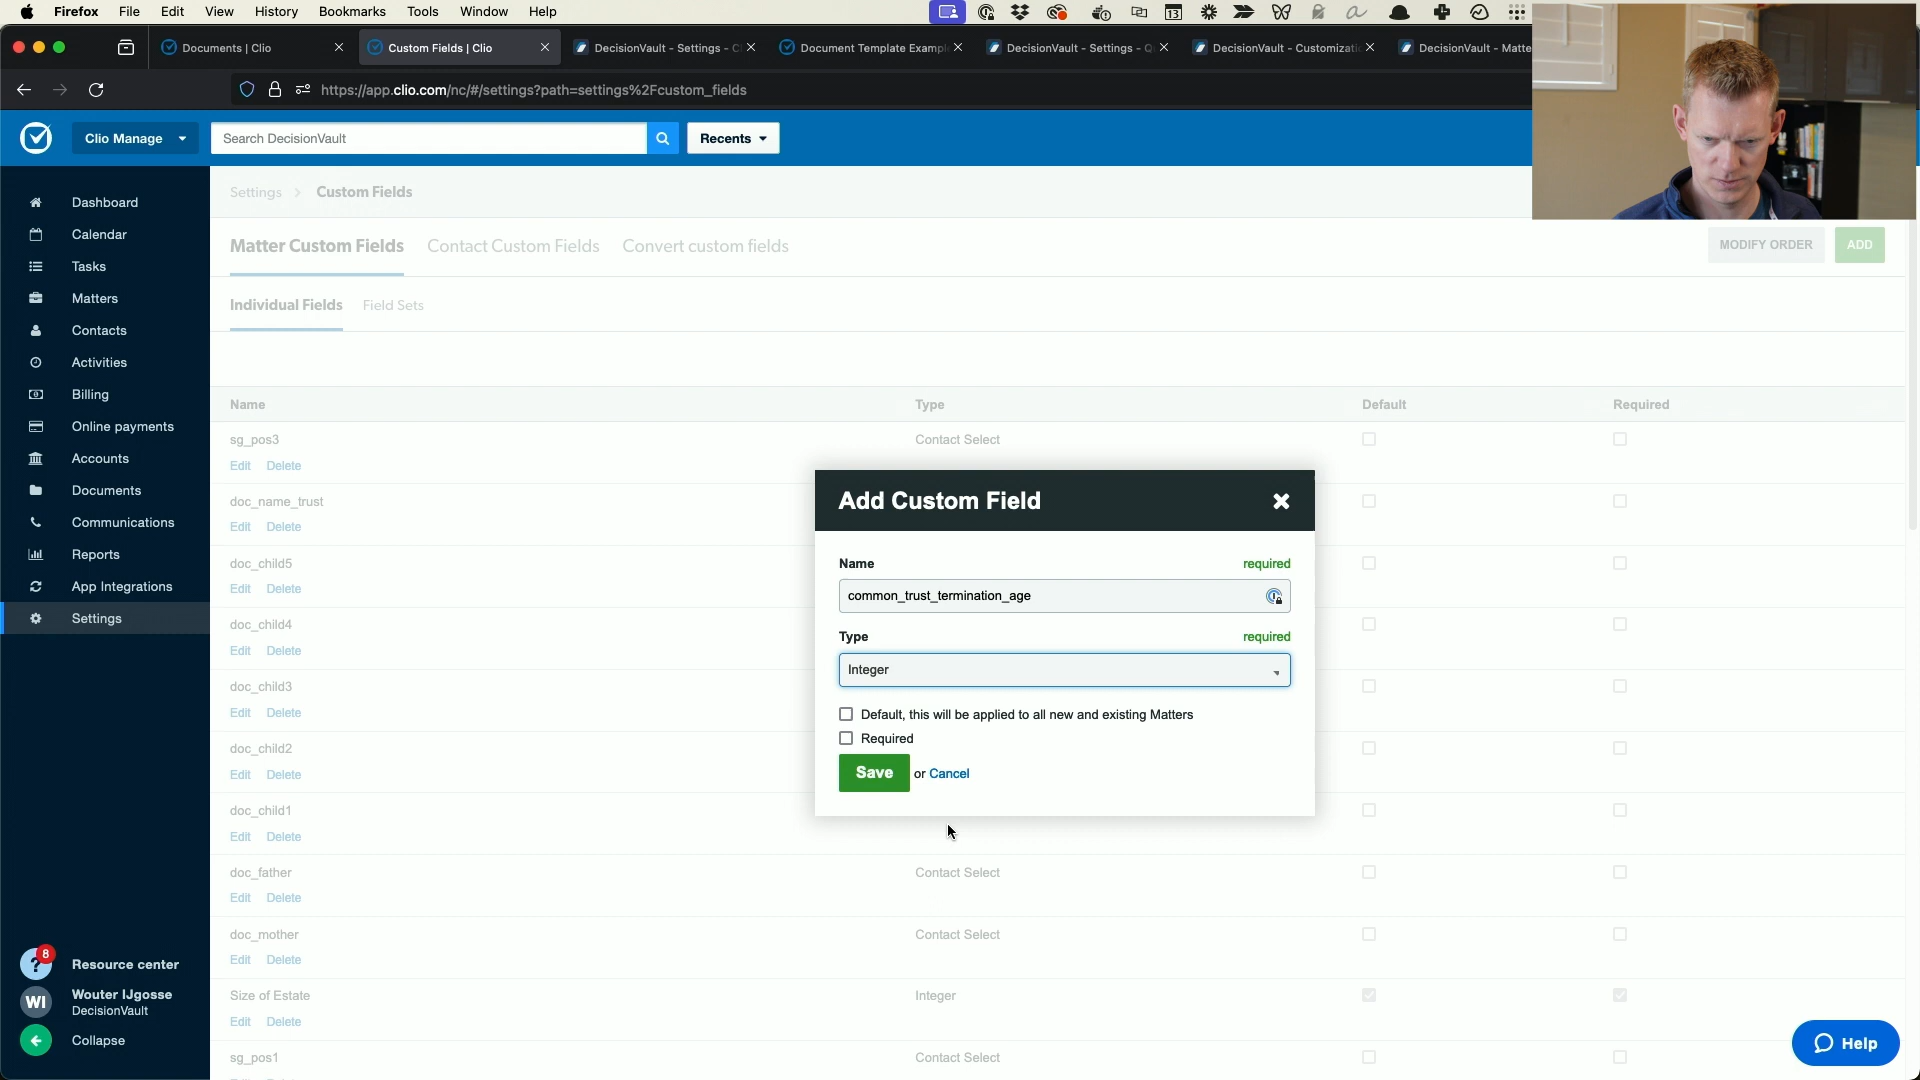 Firefox File Edit View History Bookmarks Tools Window Help
13
Documents | Clio
Custom Fields | Clio
DecisionVault - Settings - C
Document Template Exampl
DecisionVault - Settings - Q
DecisionVault - Customizati
DecisionVault - Matte
https://app.clio.com/nc/#/settings?path=settings%2Fcustom_fields
Clio Manage
Search DecisionVault
Recents
Dashboard
Calendar
Tasks
Matters
Contacts
Activities
Billing
Online payments
Accounts
Documents
Communications
Reports
App Integrations
Settings
8
Resource center
WI
Wouter IJgosse
DecisionVault
Collapse
Settings > Custom Fields
Matter Custom Fields Contact Custom Fields Convert custom fields
MODIFY ORDER ADD
Individual Fields Field Sets
Name Type Default Required
sg_pos3 Contact Select
Edit Delete
doc_name_trust
Edit Delete
doc_child5
Edit Delete
doc_child4
Edit Delete
doc_child3
Edit Delete
doc_child2
Edit Delete
doc_child1
Edit Delete
doc_father Contact Select
Edit Delete
doc_mother Contact Select
Edit Delete
Size of Estate Integer
Edit Delete
sg_pos1 Contact Select
Add Custom Field
Name required
common_trust_termination_age
Type required
Integer
Default, this will be applied to all new and existing Matters
Required
Save or Cancel
Help